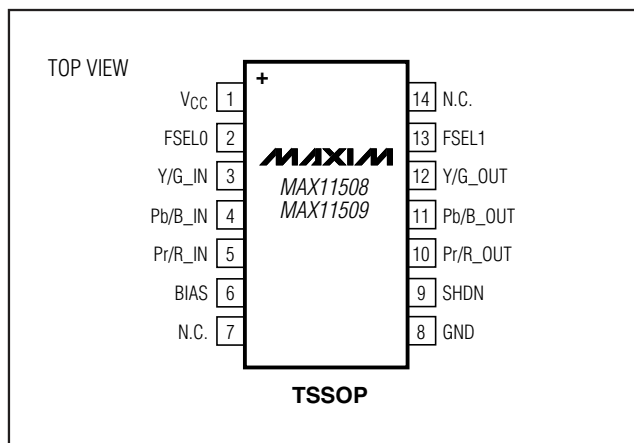 TOP VIEW
+
VCC 1
FSEL0 2
Y/G_IN 3
Pb/B_IN 4
Pr/R_IN 5
BIAS 6
N.C. 7
MAXIM
MAX11508
MAX11509
14 N.C.
13 FSEL1
12 Y/G_OUT
11 Pb/B_OUT
10 Pr/R_OUT
9 SHDN
8 GND
TSSOP